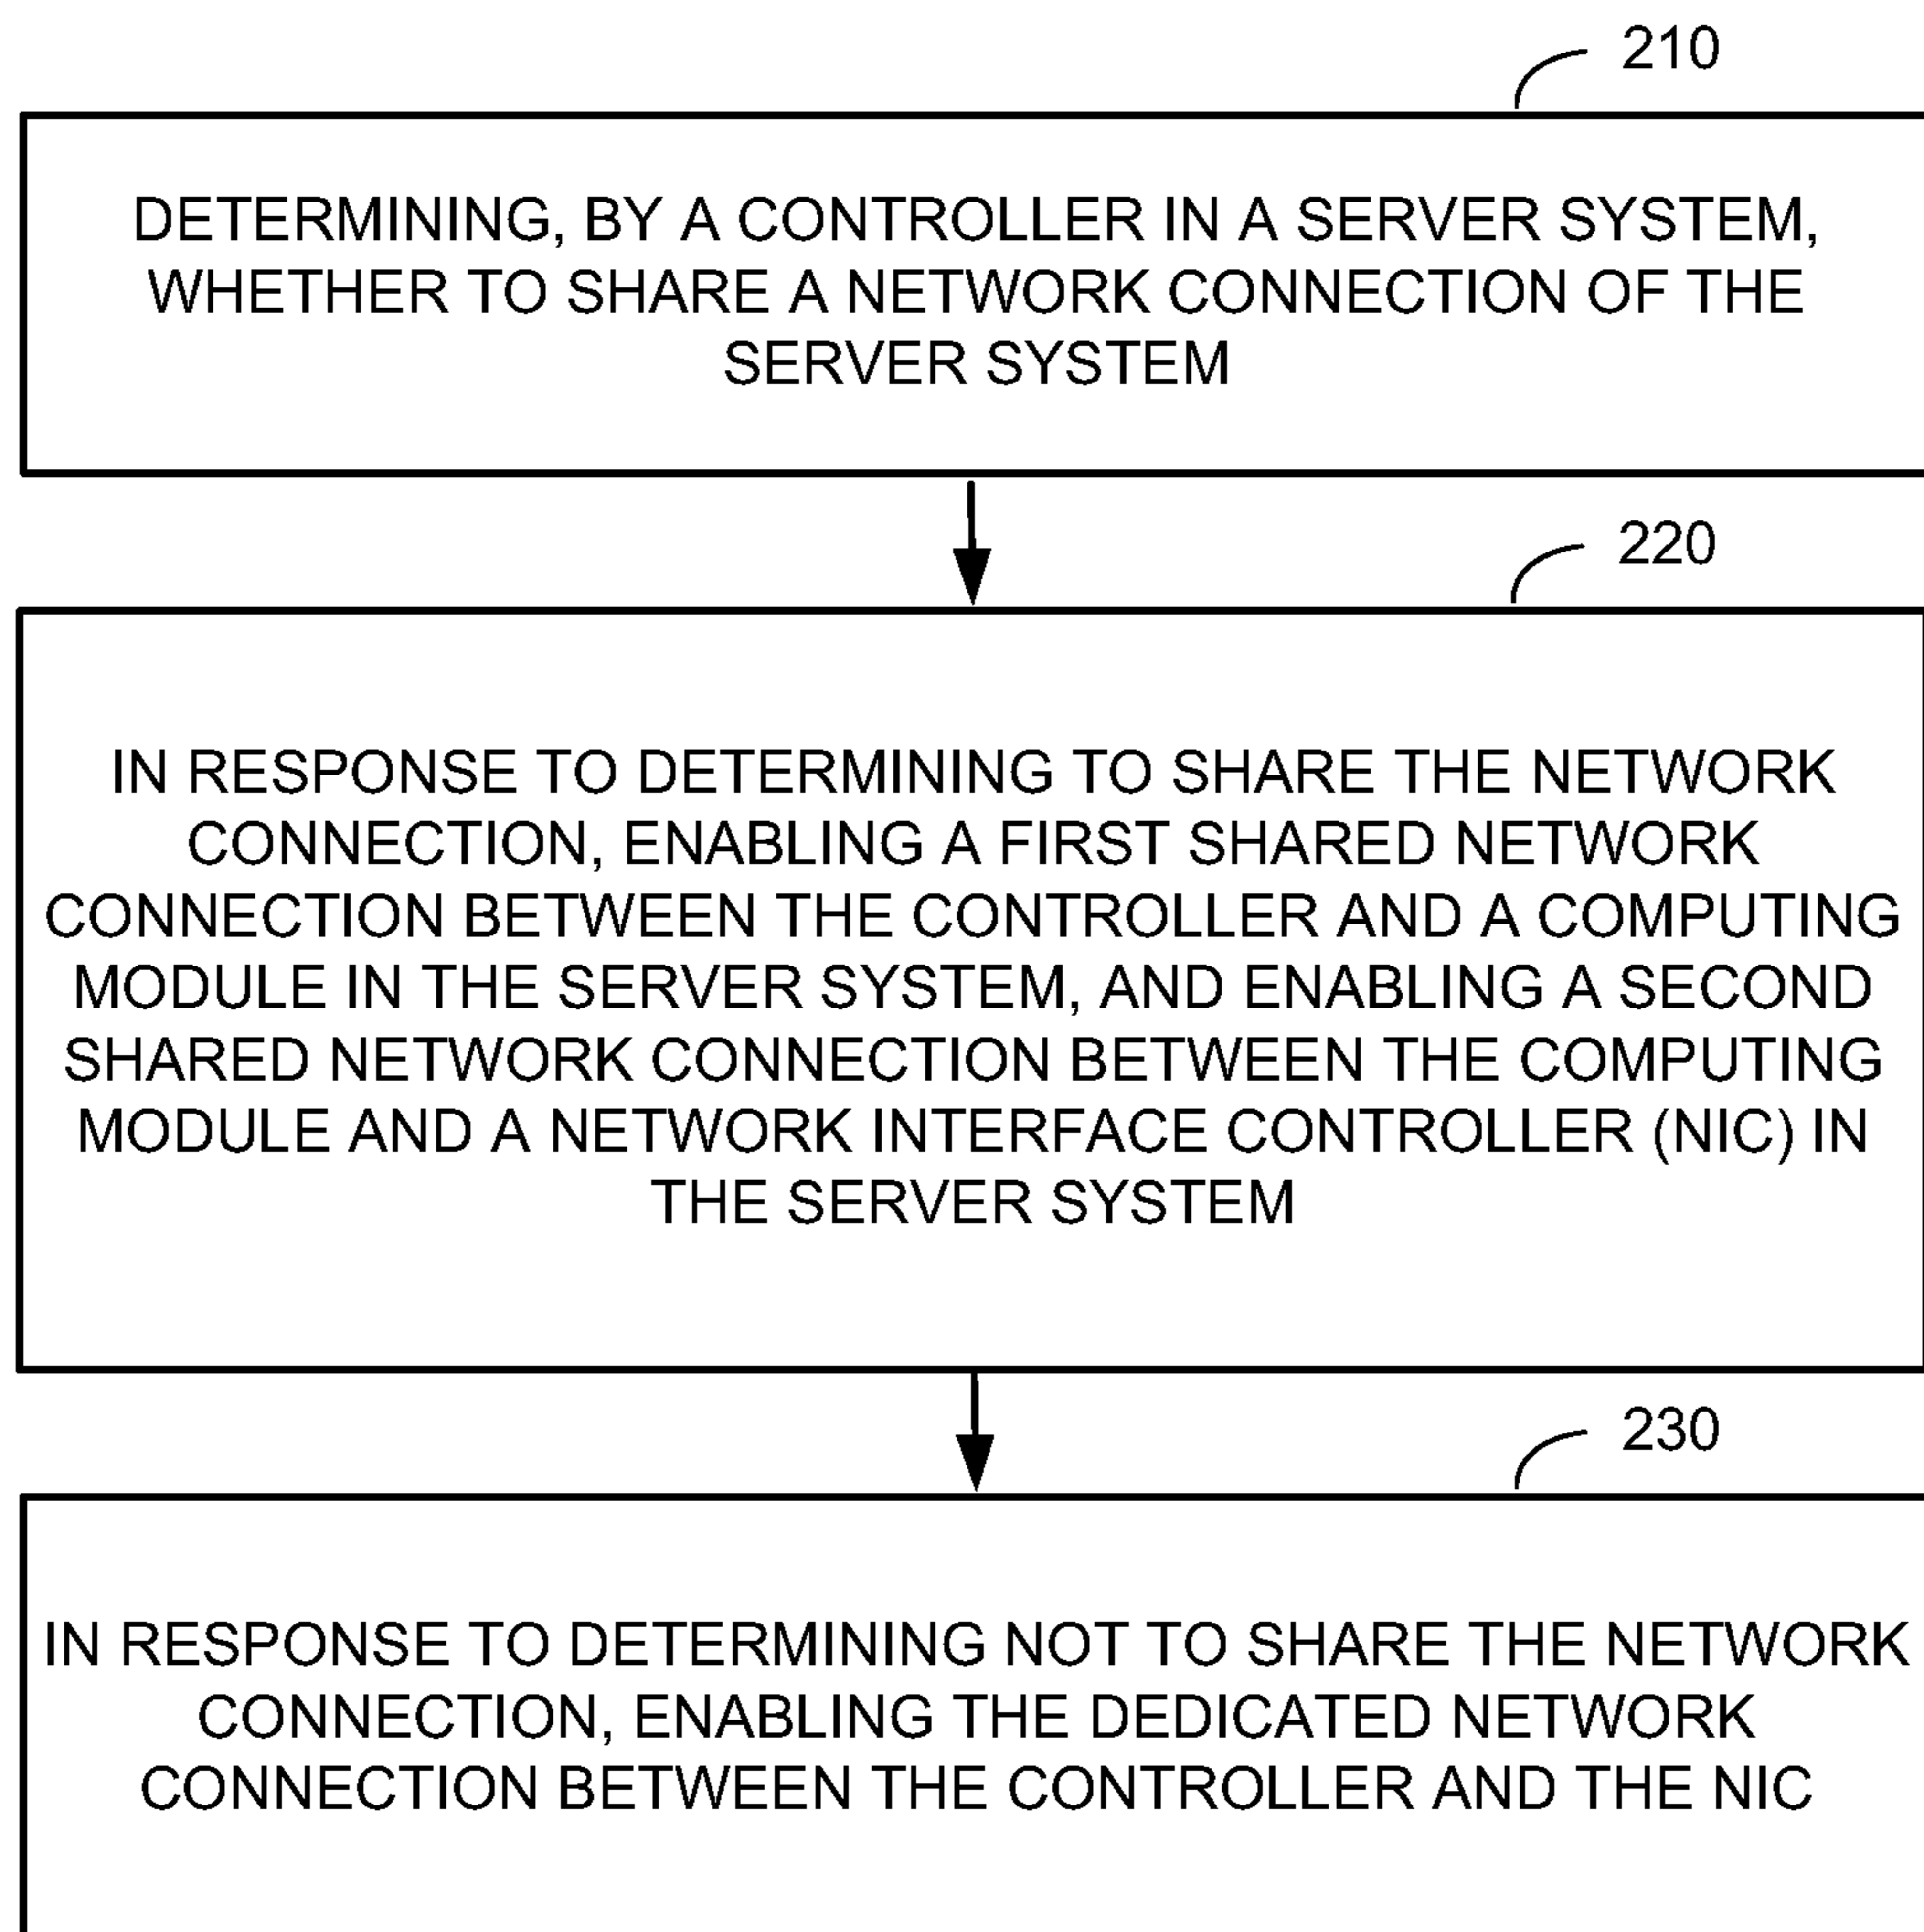 210
DETERMINING, BY A CONTROLLER IN A SERVER SYSTEM,
WHETHER TO SHARE A NETWORK CONNECTION OF THE
SERVER SYSTEM
220
IN RESPONSE TO DETERMINING TO SHARE THE NETWORK
CONNECTION, ENABLING A FIRST SHARED NETWORK
CONNECTION BETWEEN THE CONTROLLER AND A COMPUTING
MODULE IN THE SERVER SYSTEM, AND ENABLING A SECOND
SHARED NETWORK CONNECTION BETWEEN THE COMPUTING
MODULE AND A NETWORK INTERFACE CONTROLLER (NIC) IN
THE SERVER SYSTEM
230
IN RESPONSE TO DETERMINING NOT TO SHARE THE NETWORK
CONNECTION, ENABLING THE DEDICATED NETWORK
CONNECTION BETWEEN THE CONTROLLER AND THE NIC